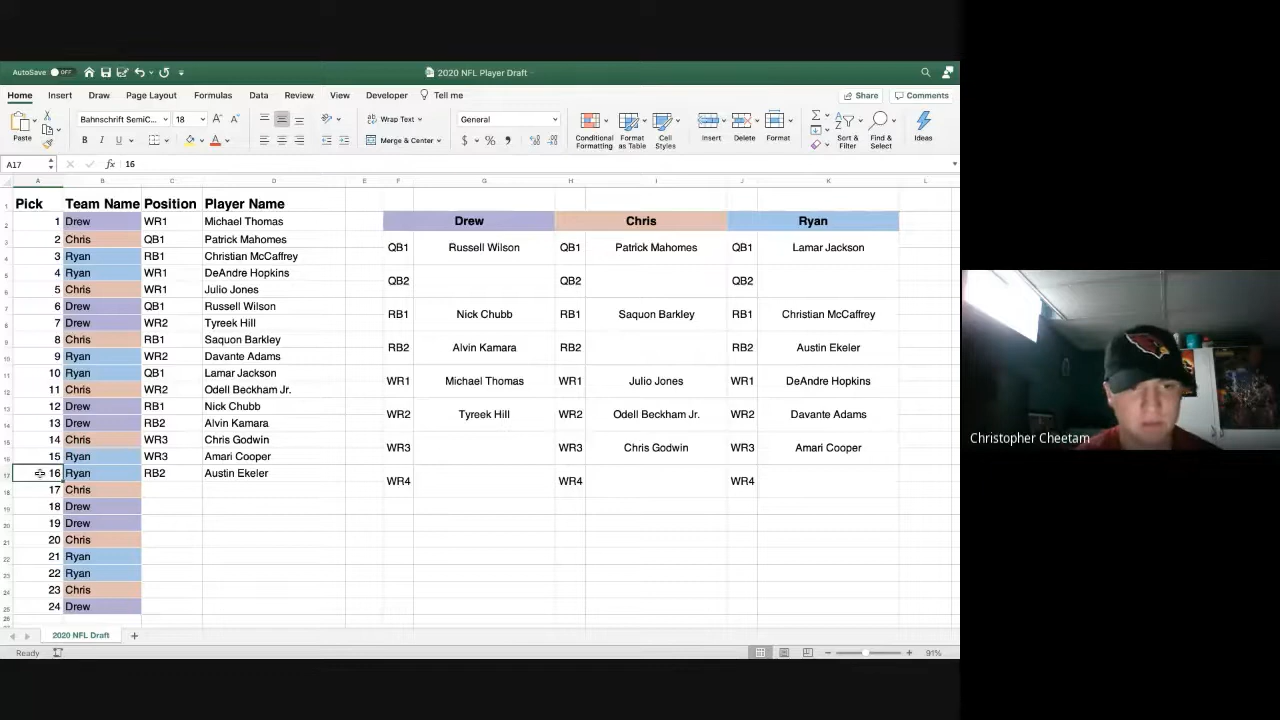 AutoSave OFF
2020 NFL Player Draft
Home Insert Draw Page Layout Formulas Data Review View Developer Tell me Share Comments
Paste Bahnschrift SemiC... 18 Wrap Text General
Merge & Center Conditional Formatting Format as Table Cell Styles Insert Delete Format Sort & Filter Find & Select Ideas
A17 fx 16
A B C D E F G H I J K L
Pick Team Name Position Player Name
1 Drew WR1 Michael Thomas
2 Chris QB1 Patrick Mahomes
3 Ryan RB1 Christian McCaffrey
4 Ryan WR1 DeAndre Hopkins
5 Chris WR1 Julio Jones
6 Drew QB1 Russell Wilson
7 Drew WR2 Tyreek Hill
8 Chris RB1 Saquon Barkley
9 Ryan WR2 Davante Adams
10 Ryan QB1 Lamar Jackson
11 Chris WR2 Odell Beckham Jr.
12 Drew RB1 Nick Chubb
13 Drew RB2 Alvin Kamara
14 Chris WR3 Chris Godwin
15 Ryan WR3 Amari Cooper
16 Ryan RB2 Austin Ekeler
17 Chris
18 Drew
19 Drew
20 Chris
21 Ryan
22 Ryan
23 Chris
24 Drew
Drew Chris Ryan
QB1 Russell Wilson QB1 Patrick Mahomes QB1 Lamar Jackson
QB2 QB2 QB2
RB1 Nick Chubb RB1 Saquon Barkley RB1 Christian McCaffrey
RB2 Alvin Kamara RB2 RB2 Austin Ekeler
WR1 Michael Thomas WR1 Julio Jones WR1 DeAndre Hopkins
WR2 Tyreek Hill WR2 Odell Beckham Jr. WR2 Davante Adams
WR3 WR3 Chris Godwin WR3 Amari Cooper
WR4 WR4 WR4
Christopher Cheetam
2020 NFL Draft +
Ready 91%